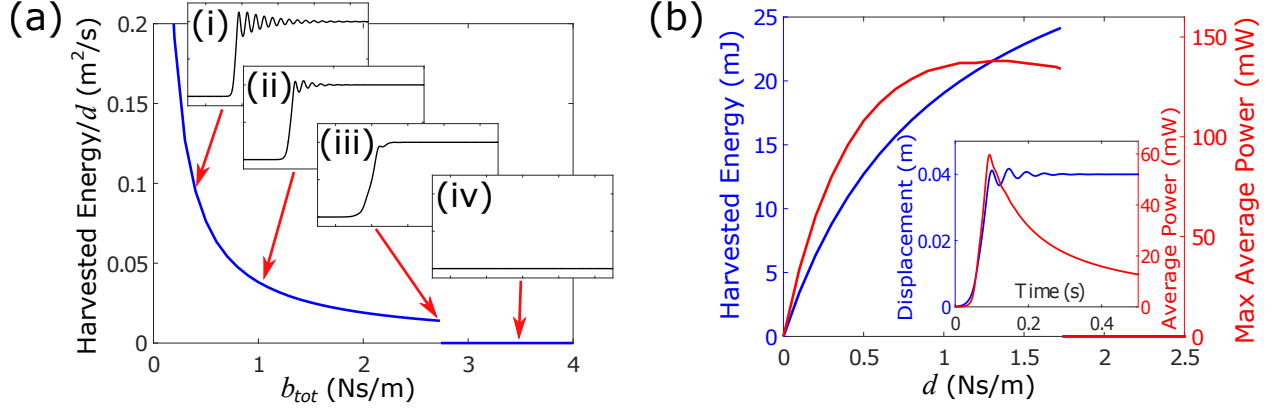 (a)
Harvested Energy/d (m²/s)
0.2
0.15
0.1
0.05
0
0
1
2
3
4
b_tot (Ns/m)
(i)
(ii)
(iii)
(iv)
(b)
Harvested Energy (mJ)
25
20
15
10
5
0
0
0.5
1
1.5
2
2.5
d (Ns/m)
Max Average Power (mW)
150
100
50
0
Displacement (m)
0.04
0.02
0
0
0.4
Time (s)
Average Power (mW)
60
40
20
0